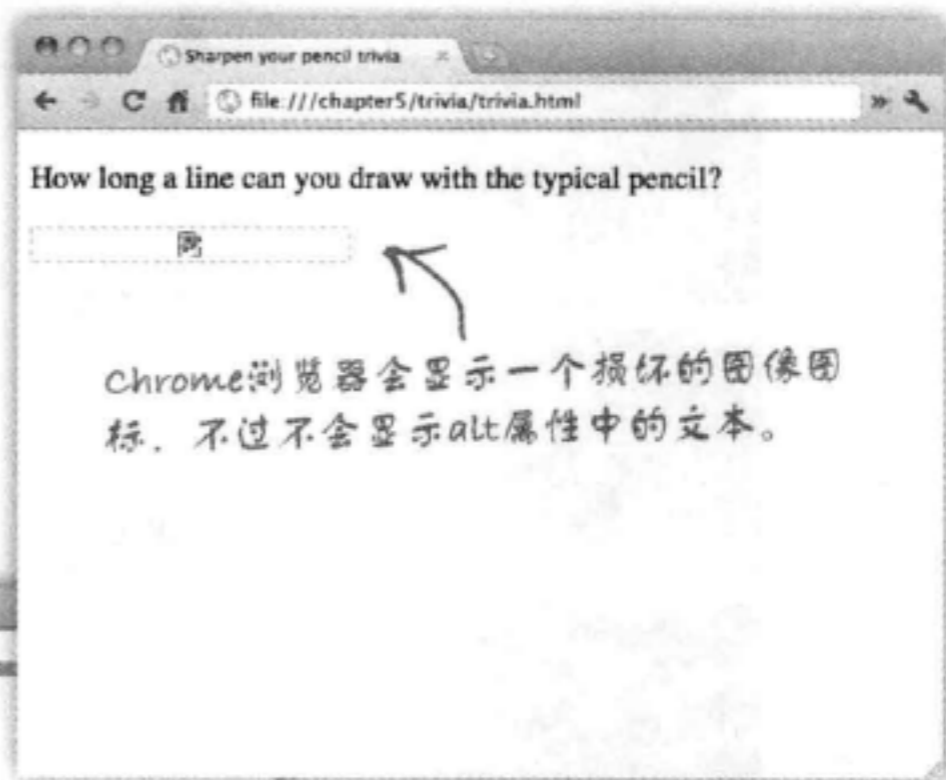 Sharpen your pencil trivia
file:///chapter5/trivia/trivia.html
How long a line can you draw with the typical pencil?
Chrome浏览器会显示一个损坏的图像图
标，不过不会显示alt属性中的文本。